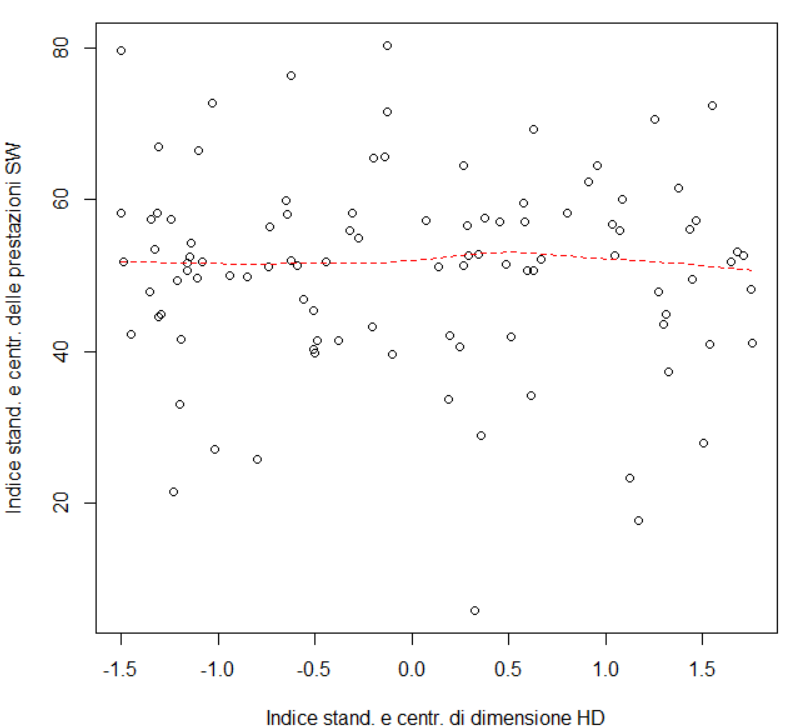 Indice stand. e centr. delle prestazioni SW
80
60
40
20
-1.5 -1.0 -0.5 0.0 0.5 1.0 1.5
Indice stand. e centr. di dimensione HD